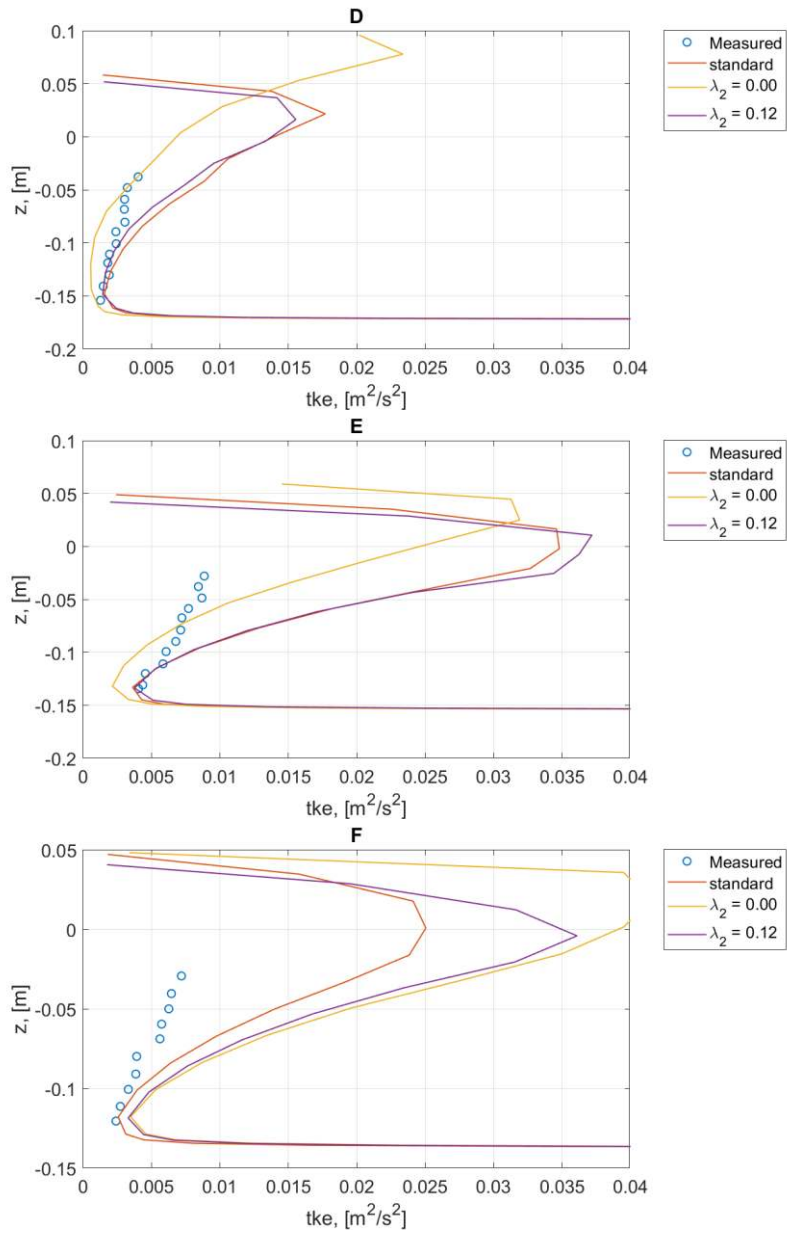 D
0.1
0.05
0
-0.05
-0.1
-0.15
-0.2
z, [m]
0 0.005 0.01 0.015 0.02 0.025 0.03 0.035 0.04
tke, [m²/s²]
Measured
standard
λ₂ = 0.00
λ₂ = 0.12
E
0.1
0.05
0
-0.05
-0.1
-0.15
-0.2
z, [m]
0 0.005 0.01 0.015 0.02 0.025 0.03 0.035 0.04
tke, [m²/s²]
Measured
standard
λ₂ = 0.00
λ₂ = 0.12
F
0.05
0
-0.05
-0.1
-0.15
z, [m]
0 0.005 0.01 0.015 0.02 0.025 0.03 0.035 0.04
tke, [m²/s²]
Measured
standard
λ₂ = 0.00
λ₂ = 0.12